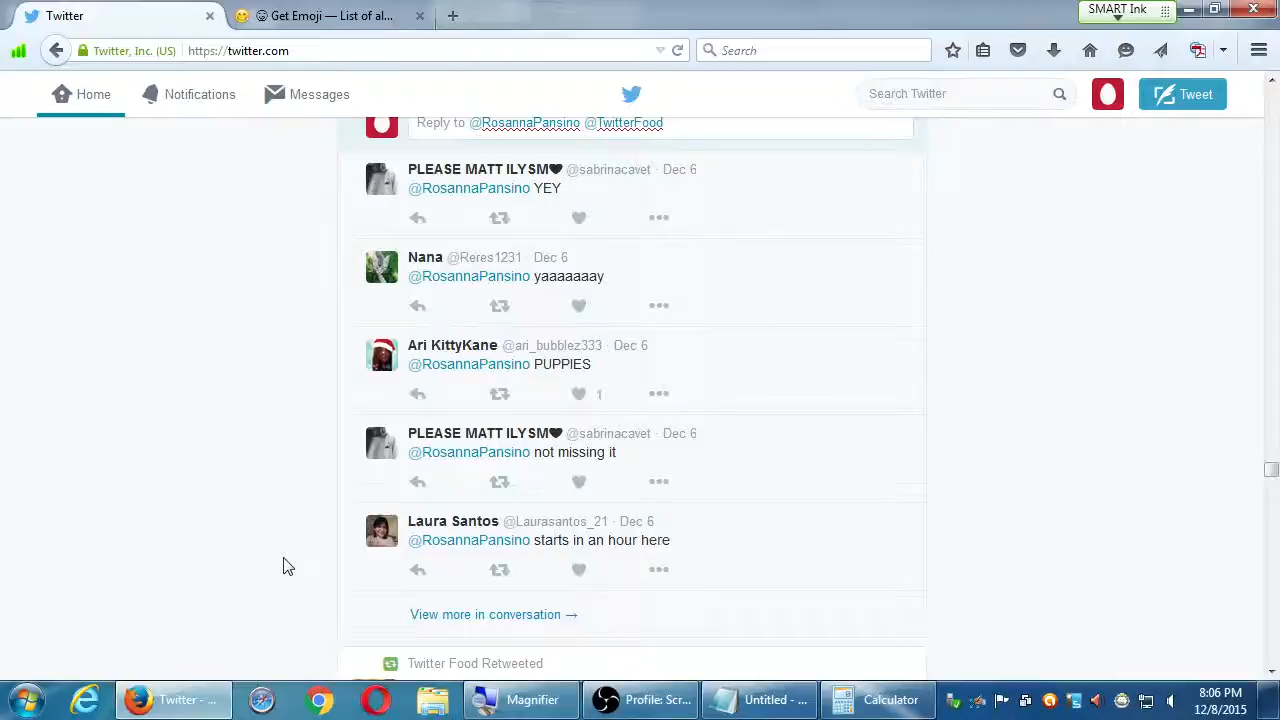 Twitter
@ Get Emoji — List of al...
SMART Ink
Twitter, Inc. (US)
https://twitter.com
Search
Home
Notifications
Messages
Search Twitter
Tweet
Reply to @RosannaPansino @TwitterFood
PLEASE MATT ILYSM♥ @sabrinacavet · Dec 6
@RosannaPansino YEY
Nana @Reres1231 · Dec 6
@RosannaPansino yaaaaaaay
Ari KittyKane @ari_bubblez333 · Dec 6
@RosannaPansino PUPPIES
1
PLEASE MATT ILYSM♥ @sabrinacavet · Dec 6
@RosannaPansino not missing it
Laura Santos @Laurasantos_21 · Dec 6
@RosannaPansino starts in an hour here
View more in conversation →
Twitter Food Retweeted
Twitter - ...
Magnifier
Profile: Scr...
Untitled - ...
Calculator
8:06 PM
12/8/2015